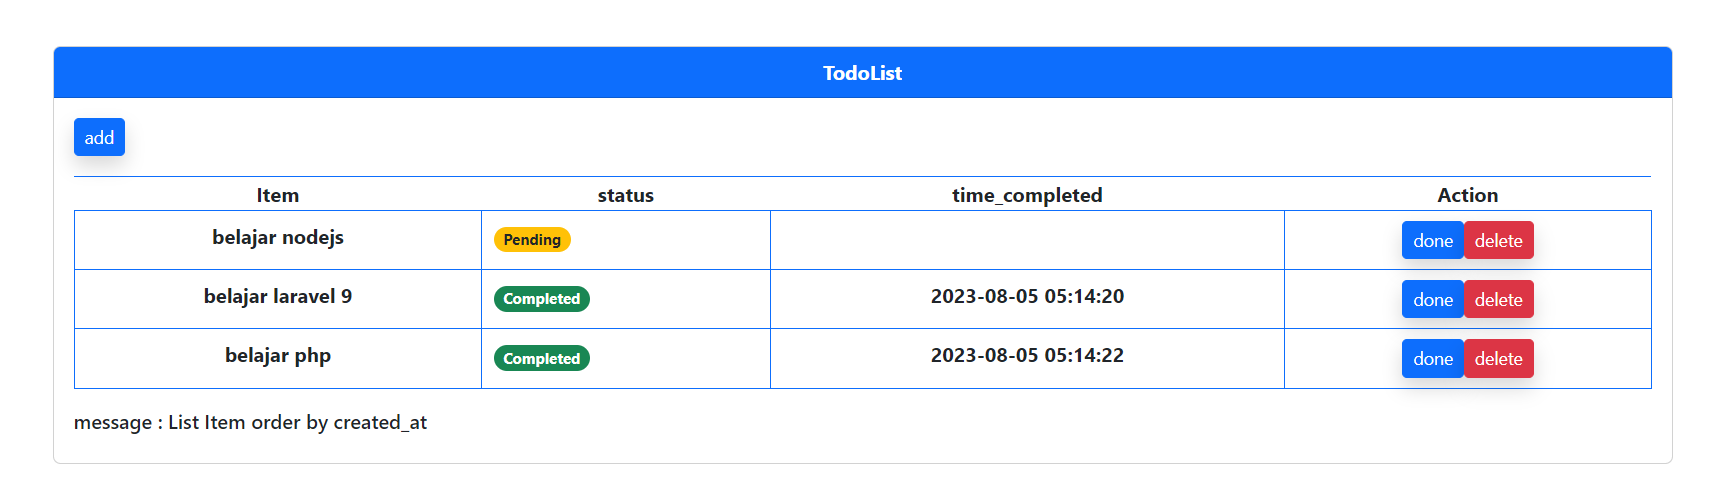 TodoList
add
Item status time_completed Action
belajar nodejs Pending done delete
belajar laravel 9 Completed 2023-08-05 05:14:20 done delete
belajar php Completed 2023-08-05 05:14:22 done delete
message : List Item order by created_at